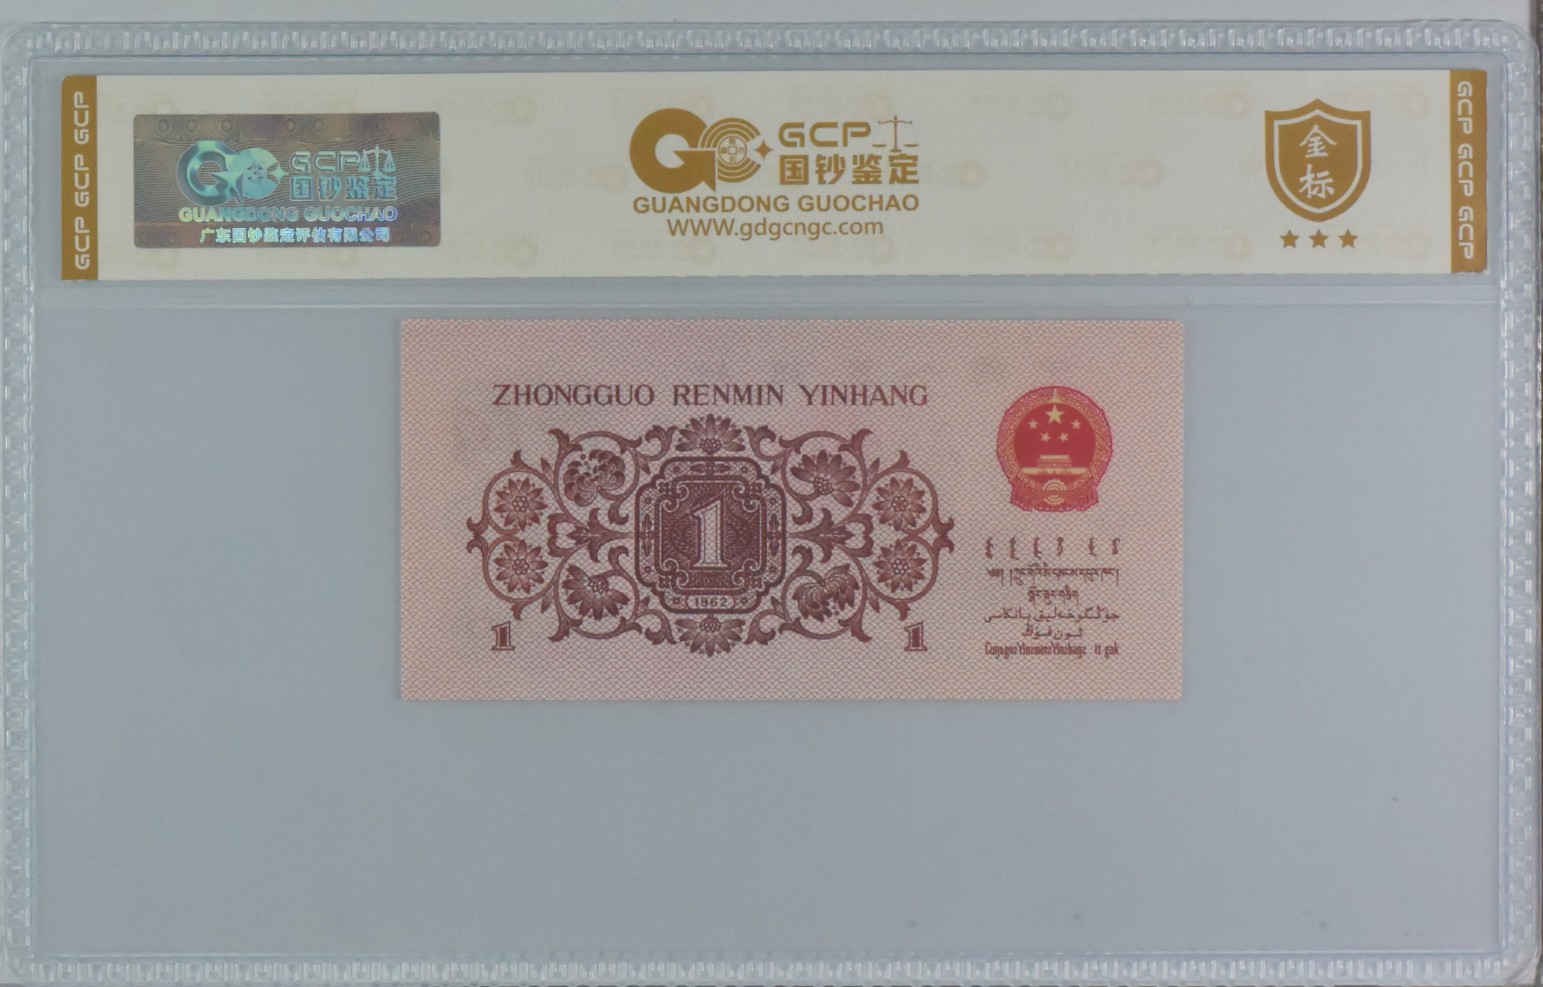 GCP GCP GCP
GCP
国钞鉴定
GUANGDONG GUOCHAO
广东国钞鉴定评估有限公司
GCP
国钞鉴定
GUANGDONG GUOCHAO
WWW.gdgcngc.com
金
标
GCP GCP GCP
ZHONGGUO RENMIN YINHANG
1
1962
1
1